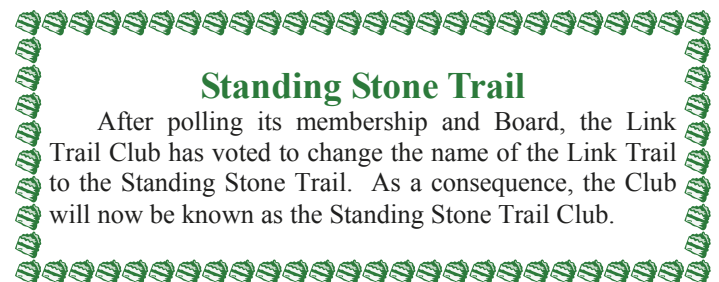 Standing Stone Trail
After polling its membership and Board, the Link
Trail Club has voted to change the name of the Link Trail
to the Standing Stone Trail.  As a consequence, the Club
will now be known as the Standing Stone Trail Club.